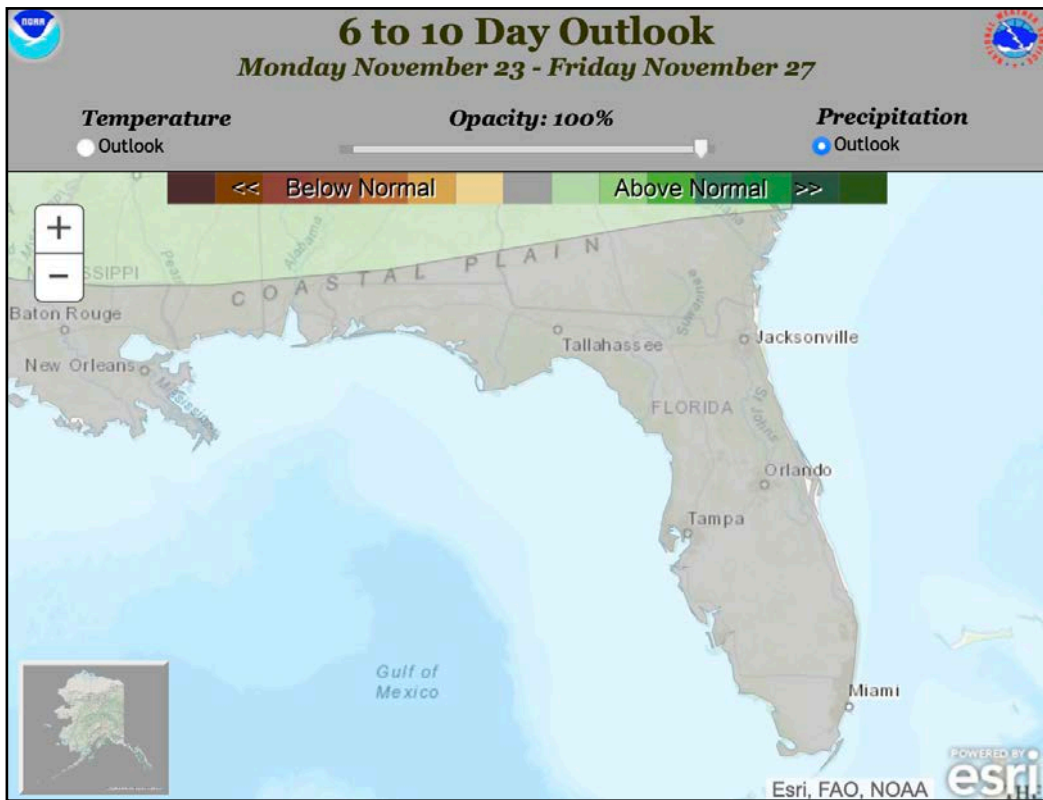 NOAA
6 to 10 Day Outlook
Monday November 23 - Friday November 27
Temperature
Opacity: 100%
Precipitation
Outlook
Outlook
<< Below Normal
Above Normal >>
+
−
Alabama
Pearl
SSIPPI
COASTAL PLAIN
Baton Rouge
New Orleans
Mississippi
Tallahassee
Suwannee
Jacksonville
FLORIDA
St Johns
Orlando
Tampa
Gulf of
Mexico
Miami
POWERED BY
esri
Esri, FAO, NOAA